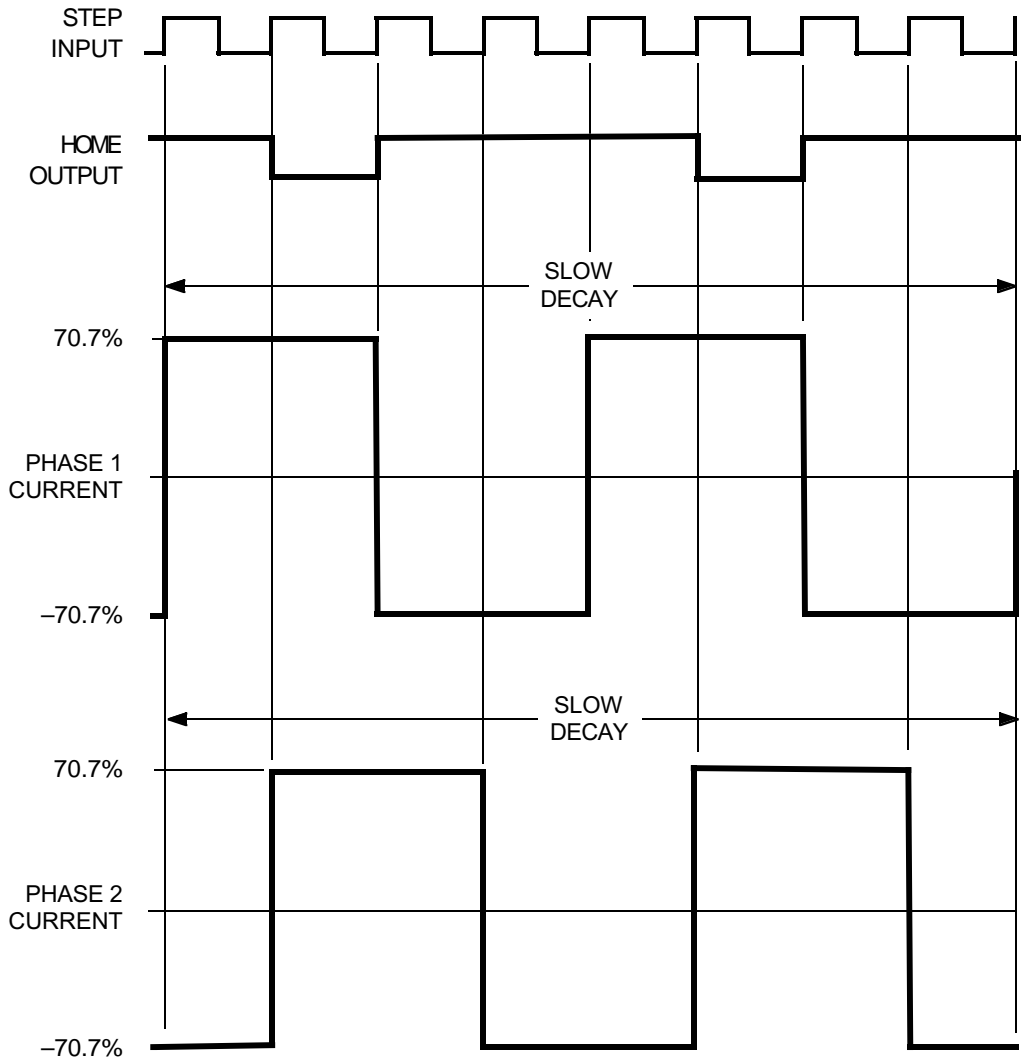 STEP
INPUT
HOME
OUTPUT
SLOW
DECAY
70.7%
PHASE 1
CURRENT
–70.7%
SLOW
DECAY
70.7%
PHASE 2
CURRENT
–70.7%